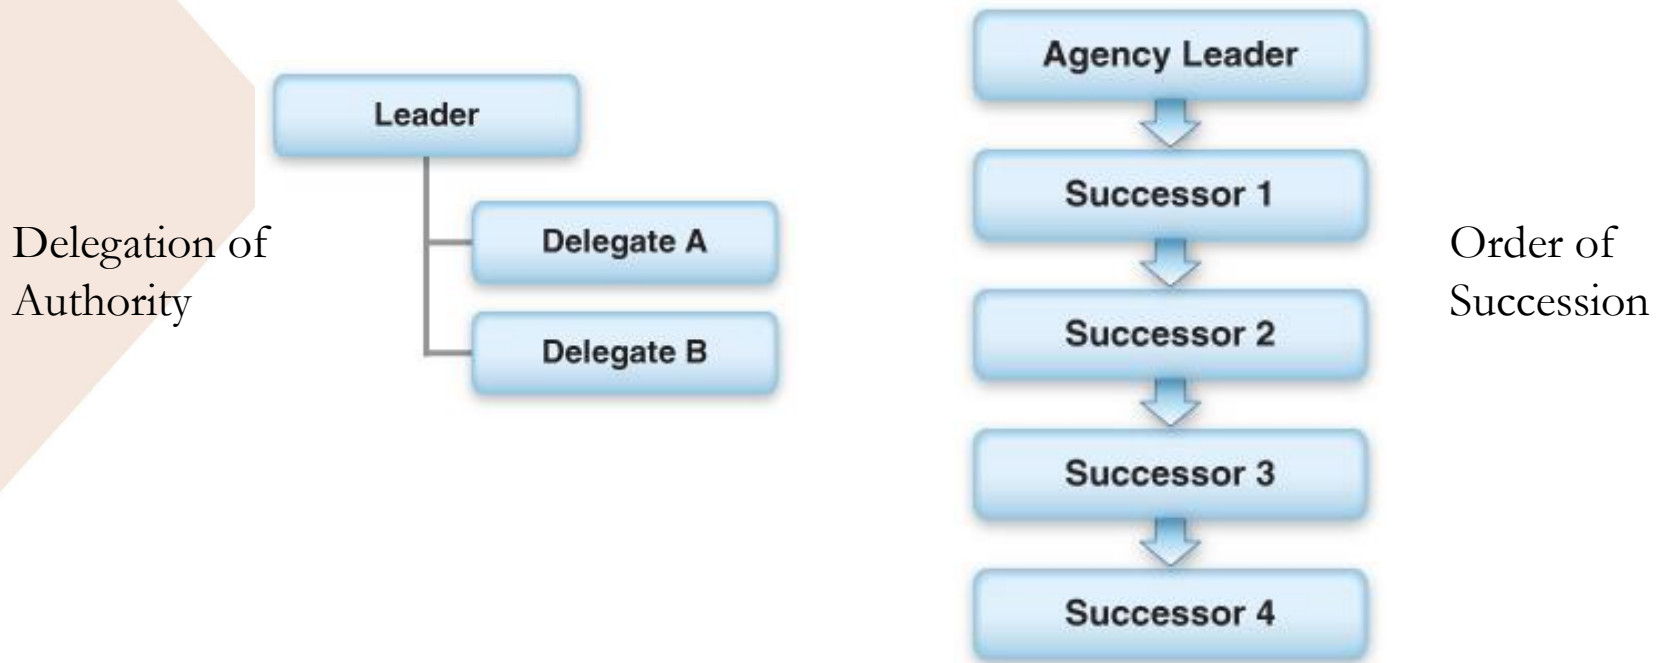 Delegation of
Authority
Leader
Delegate A
Delegate B
Agency Leader
Successor 1
Successor 2
Successor 3
Successor 4
Order of
Succession